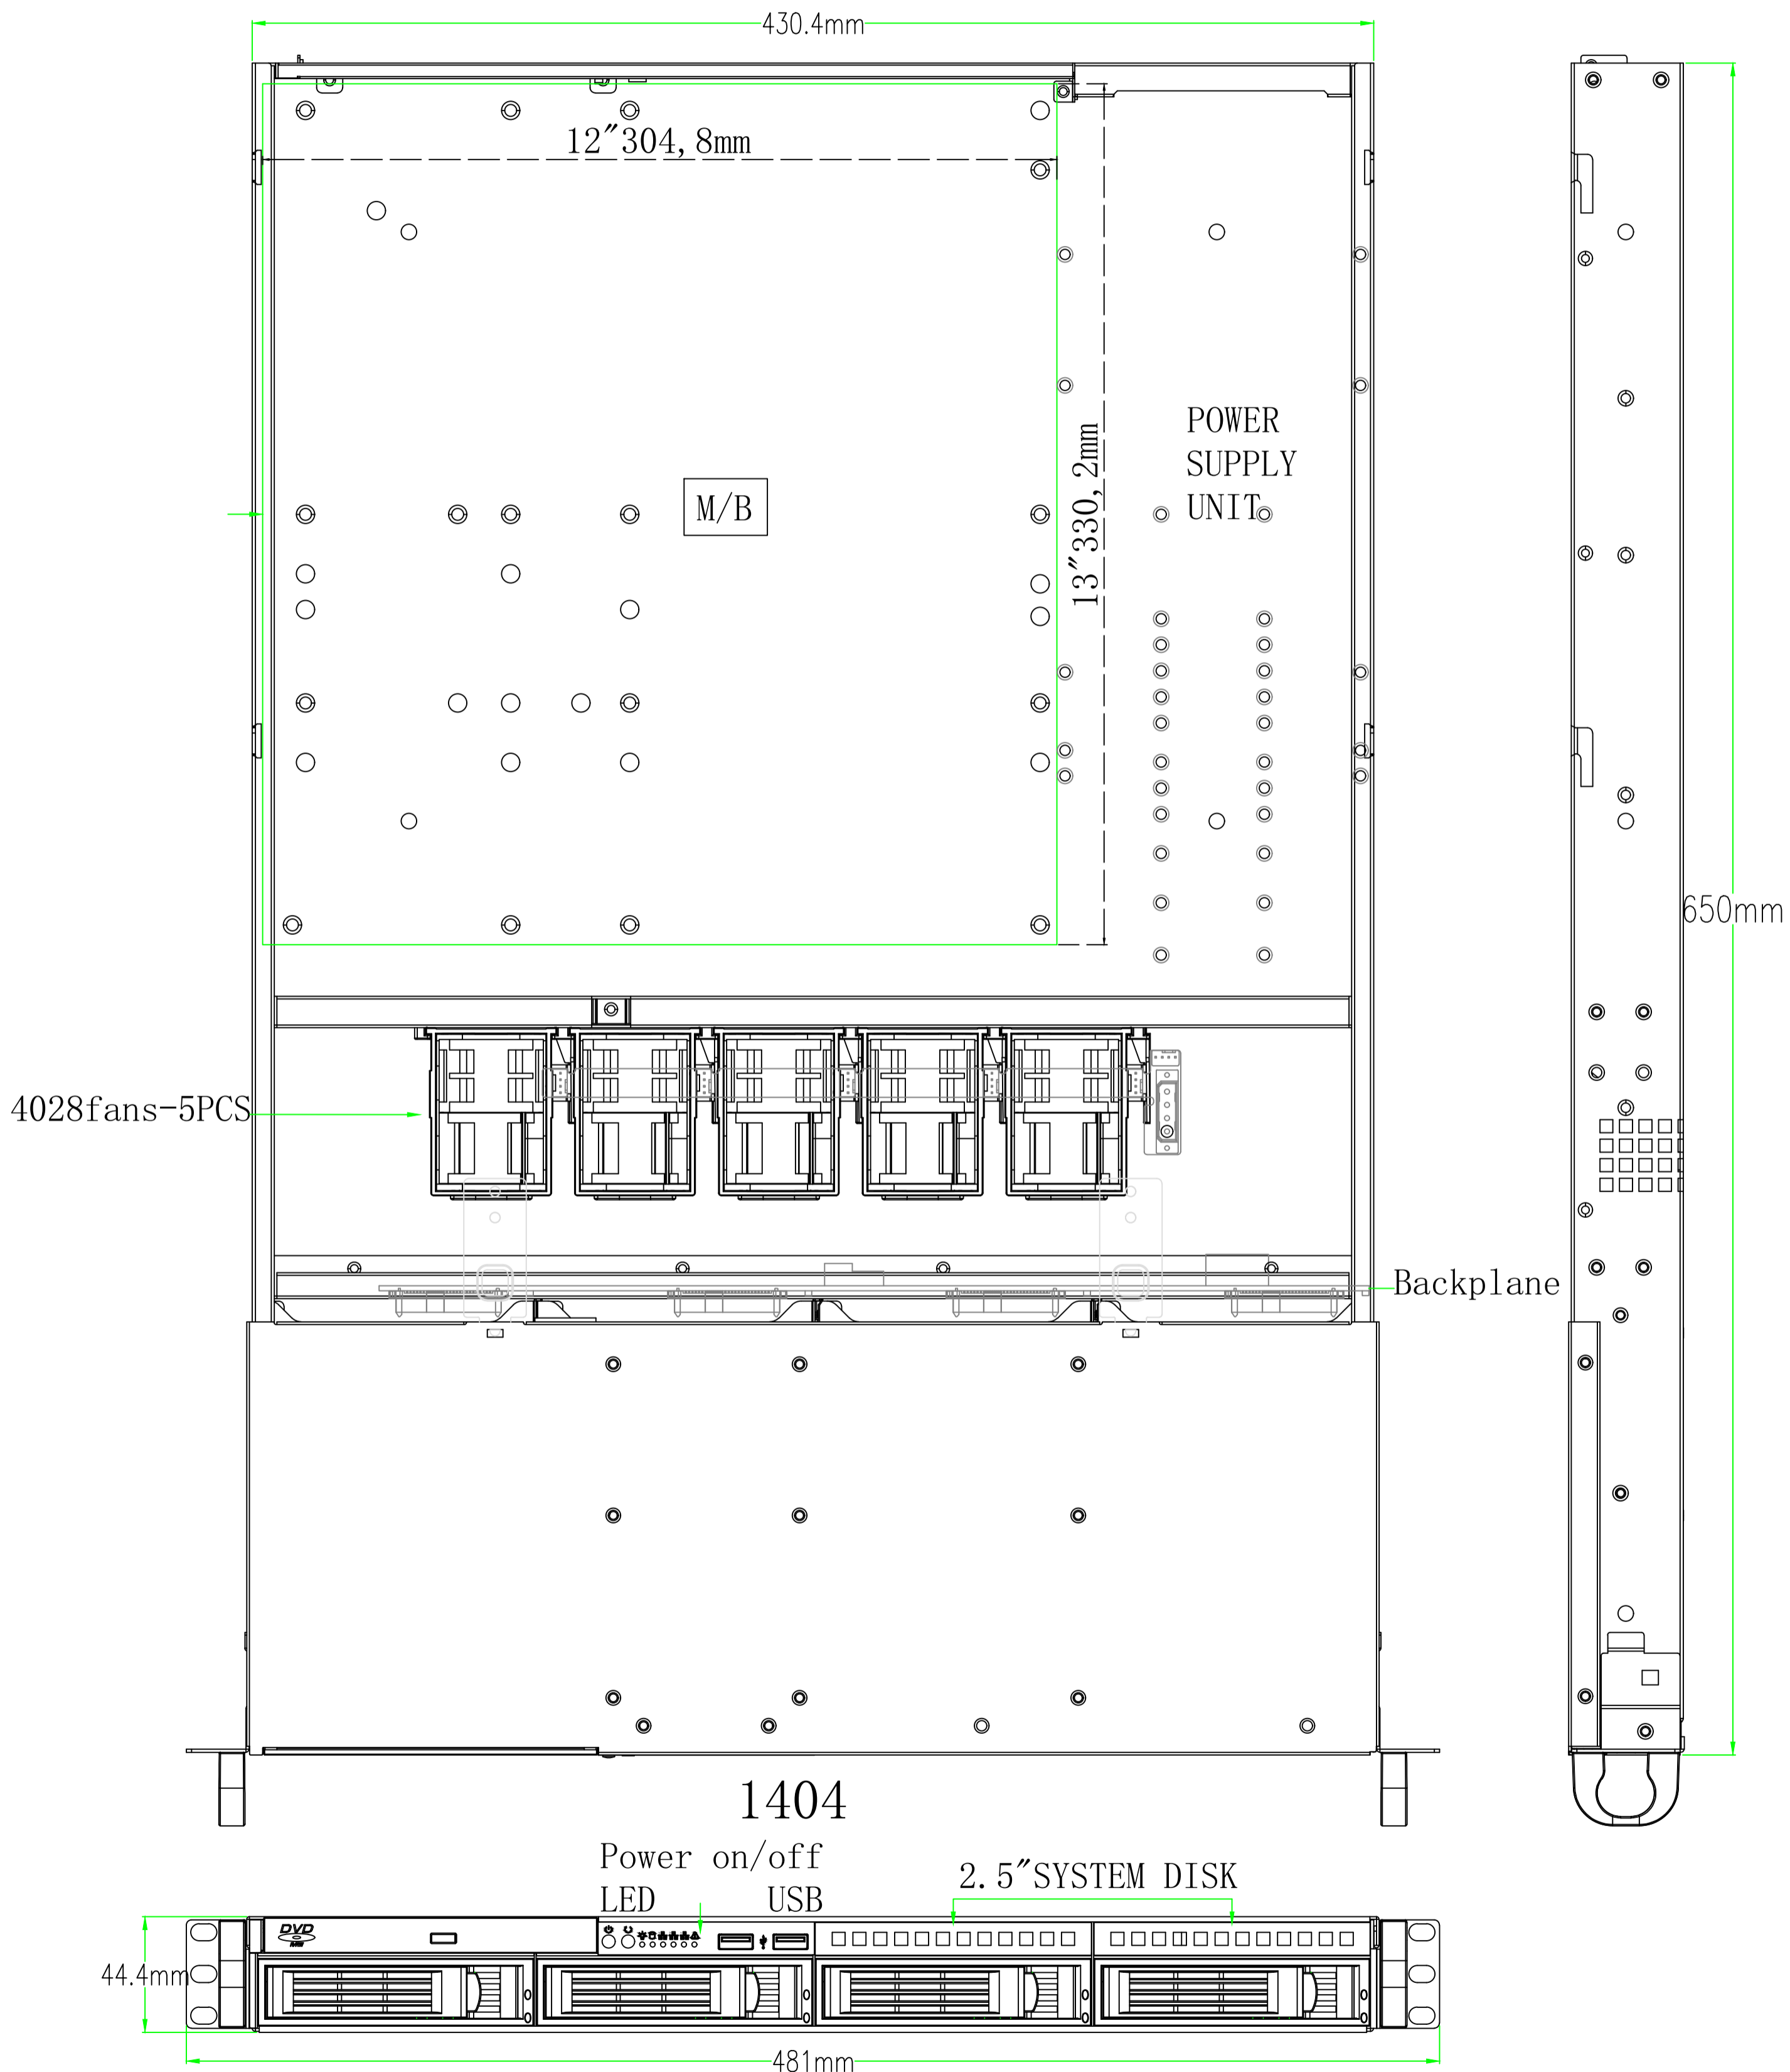 430.4mm
12″304,8mm
POWER
SUPPLY
UNIT
13″330,2mm
M/B
650mm
4028fans-5PCS
Backplane
1404
Power on/off
LED USB
2.5″SYSTEM DISK
DVD
44.4mm
481mm